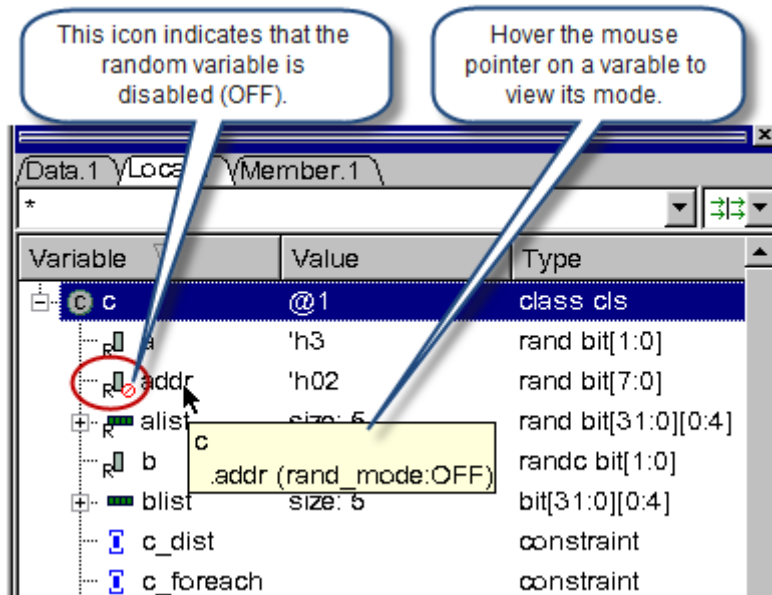 This icon indicates that the
random variable is
disabled (OFF).
Hover the mouse
pointer on a varable to
view its mode.
Data.1 Loca Member.1
*
Variable Value Type
c @1 class cls
a 'h3 rand bit[1:0]
addr 'h02 rand bit[7:0]
alist size: 5 rand bit[31:0][0:4]
c
.addr (rand_mode:OFF)
b randc bit[1:0]
blist size: 5 bit[31:0][0:4]
c_dist constraint
c_foreach constraint